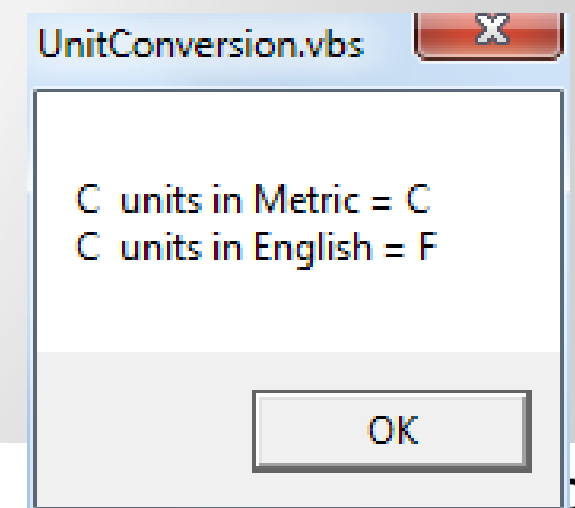 UnitConversion.vbs
C  units in Metric = C
C  units in English = F
OK